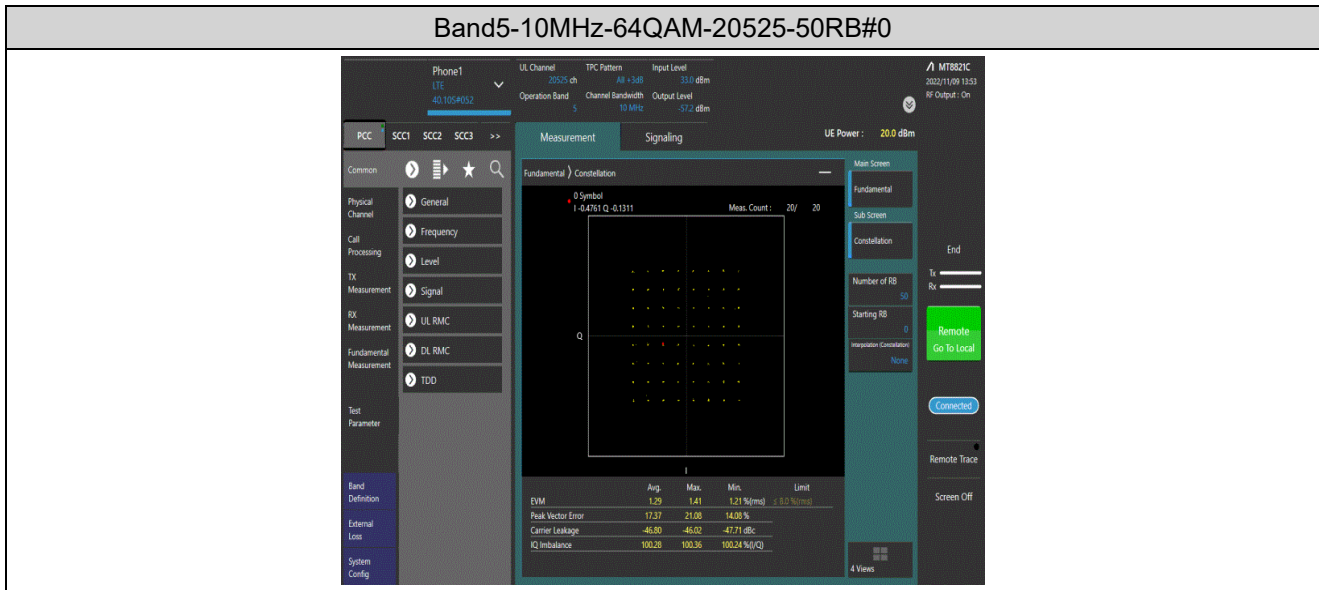 Band5-10MHz-64QAM-20525-50RB#0
Phone1
LTE
40.10S#052
UL Channel TPC Pattern Input Level
20525 ch All +3dB 33.0 dBm
Operation Band Channel Bandwidth Output Level
5 10 MHz -57.2 dBm
MT8821C
2022/11/09 13:53
RF Output : On
PCC SCC1 SCC2 SCC3 >>
Measurement Signaling UE Power : 20.0 dBm
Common
Physical Channel
Call Processing
TX Measurement
RX Measurement
Fundamental Measurement
Test Parameter
Band Definition
External Loss
System Config
General
Frequency
Level
Signal
UL RMC
DL RMC
TDD
Fundamental Constellation
0 Symbol
I -0.4761 Q -0.1311 Meas. Count : 20/ 20
Q
I
Avg. Max. Min. Limit
EVM 1.29 1.41 1.21 %(rms) ≤ 8.0 %(rms)
Peak Vector Error 17.37 21.08 14.08 %
Carrier Leakage -46.80 -46.02 -47.71 dBc
IQ Imbalance 100.28 100.36 100.24 %(I/Q)
Main Screen
Fundamental
Sub Screen
Constellation
Number of RB
50
Starting RB
0
Interpolation (Constellation)
None
4 Views
End
Tx
Rx
Remote
Go To Local
Connected
Remote Trace
Screen Off